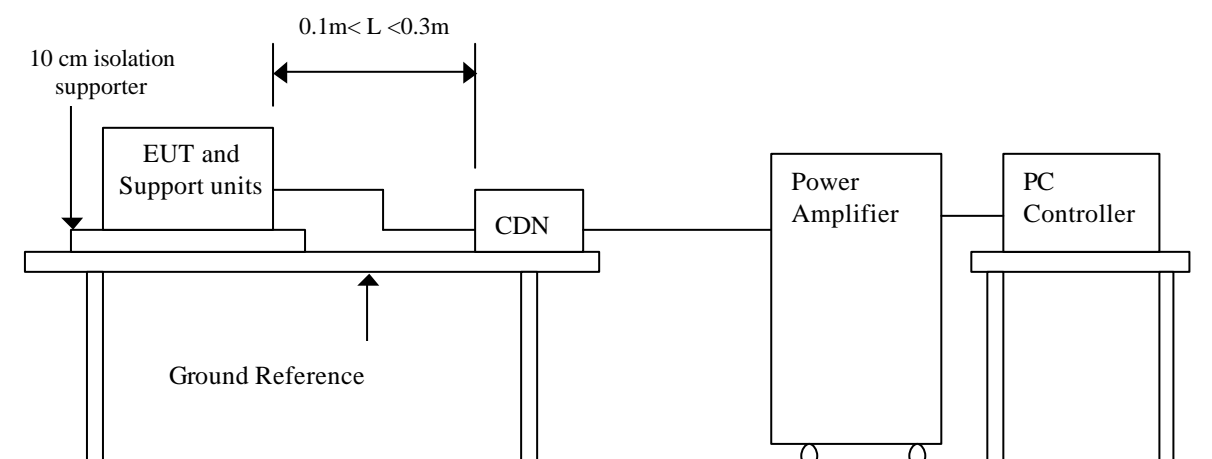 0.1m< L <0.3m
10 cm isolation
supporter
EUT and
Support units
CDN
Power
Amplifier
PC
Controller
Ground Reference